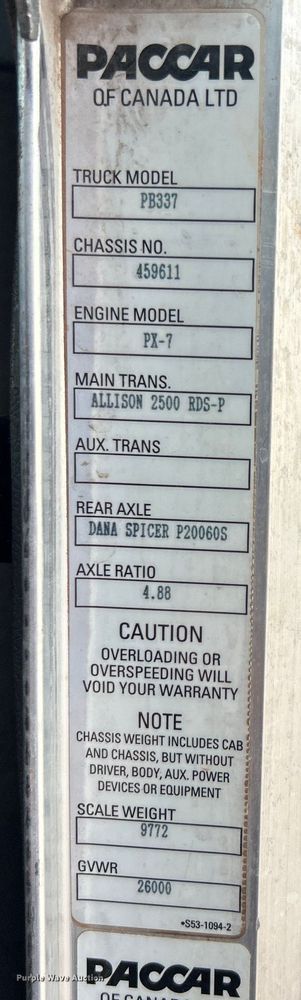 PACCAR
OF CANADA LTD
TRUCK MODEL
PB337
CHASSIS NO.
459611
ENGINE MODEL
PX-7
MAIN TRANS.
ALLISON 2500 RDS-P
AUX. TRANS
REAR AXLE
DANA SPICER P20060S
AXLE RATIO
4.88
CAUTION
OVERLOADING OR
OVERSPEEDING WILL
VOID YOUR WARRANTY
NOTE
CHASSIS WEIGHT INCLUDES CAB
AND CHASSIS, BUT WITHOUT
DRIVER, BODY, AUX. POWER
DEVICES OR EQUIPMENT
SCALE WEIGHT
9772
GVWR
26000
•S53-1094-2
Purple Wave Auction
PACCAR
OF CANADA LTD